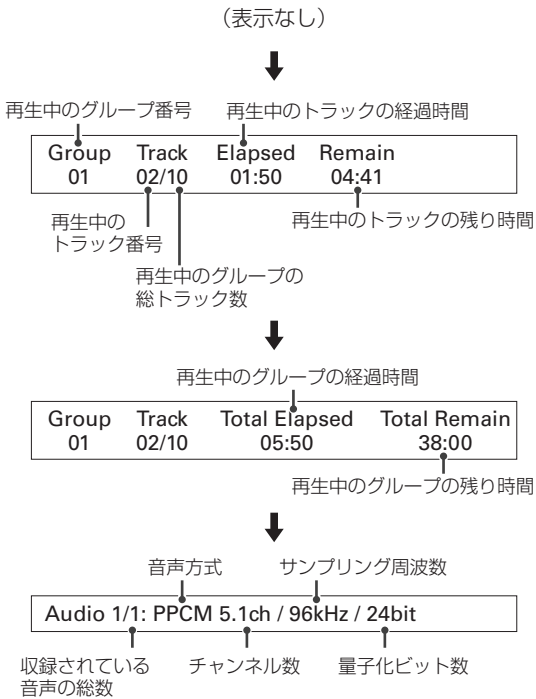 （表示なし）
再生中のグループ番号 再生中のトラックの経過時間
Group Track Elapsed Remain
01 02/10 01:50 04:41
再生中の
トラック番号
再生中のトラックの残り時間
再生中のグループの
総トラック数
再生中のグループの経過時間
Group Track Total Elapsed Total Remain
01 02/10 05:50 38:00
再生中のグループの残り時間
音声方式 サンプリング周波数
Audio 1/1: PPCM 5.1ch / 96kHz / 24bit
収録されている
音声の総数
チャンネル数 量子化ビット数